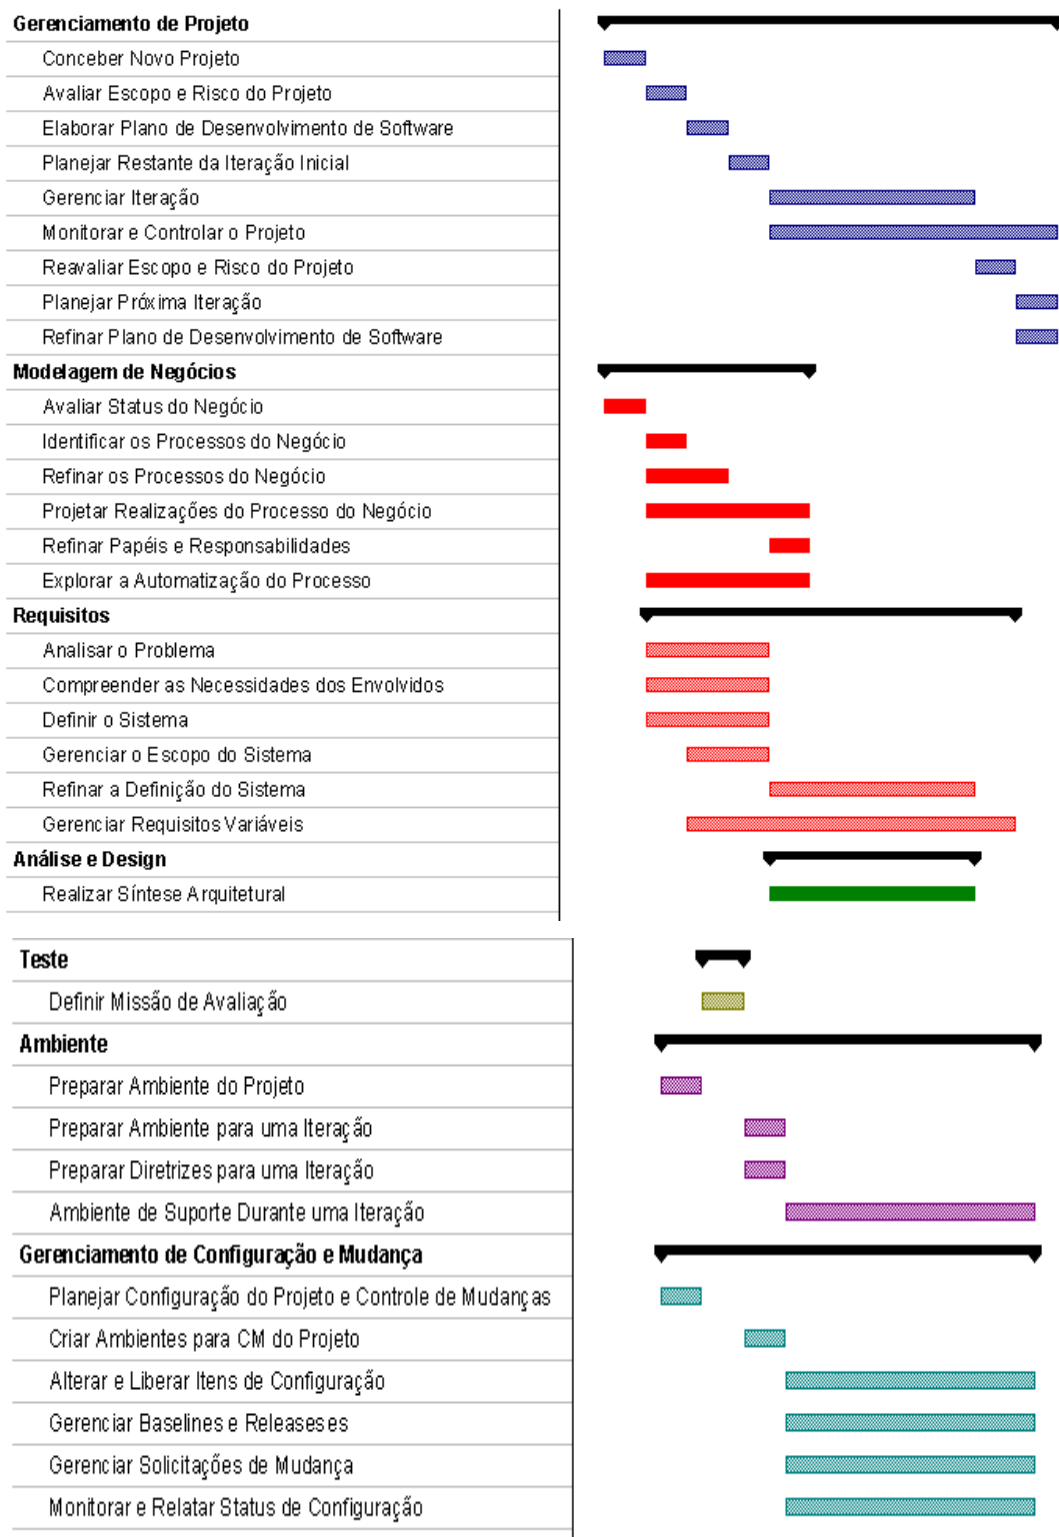 Gerenciamento de Projeto
Conceber Novo Projeto
Avaliar Escopo e Risco do Projeto
Elaborar Plano de Desenvolvimento de Software
Planejar Restante da Iteração Inicial
Gerenciar Iteração
Monitorar e Controlar o Projeto
Reavaliar Escopo e Risco do Projeto
Planejar Próxima Iteração
Refinar Plano de Desenvolvimento de Software
Modelagem de Negócios
Avaliar Status do Negócio
Identificar os Processos do Negócio
Refinar os Processos do Negócio
Projetar Realizações do Processo do Negócio
Refinar Papéis e Responsabilidades
Explorar a Automatização do Processo
Requisitos
Analisar o Problema
Compreender as Necessidades dos Envolvidos
Definir o Sistema
Gerenciar o Escopo do Sistema
Refinar a Definição do Sistema
Gerenciar Requisitos Variáveis
Análise e Design
Realizar Síntese Arquitetural
Teste
Definir Missão de Avaliação
Ambiente
Preparar Ambiente do Projeto
Preparar Ambiente para uma Iteração
Preparar Diretrizes para uma Iteração
Ambiente de Suporte Durante uma Iteração
Gerenciamento de Configuração e Mudança
Planejar Configuração do Projeto e Controle de Mudanças
Criar Ambientes para CM do Projeto
Alterar e Liberar Itens de Configuração
Gerenciar Baselines e Releaseses
Gerenciar Solicitações de Mudança
Monitorar e Relatar Status de Configuração